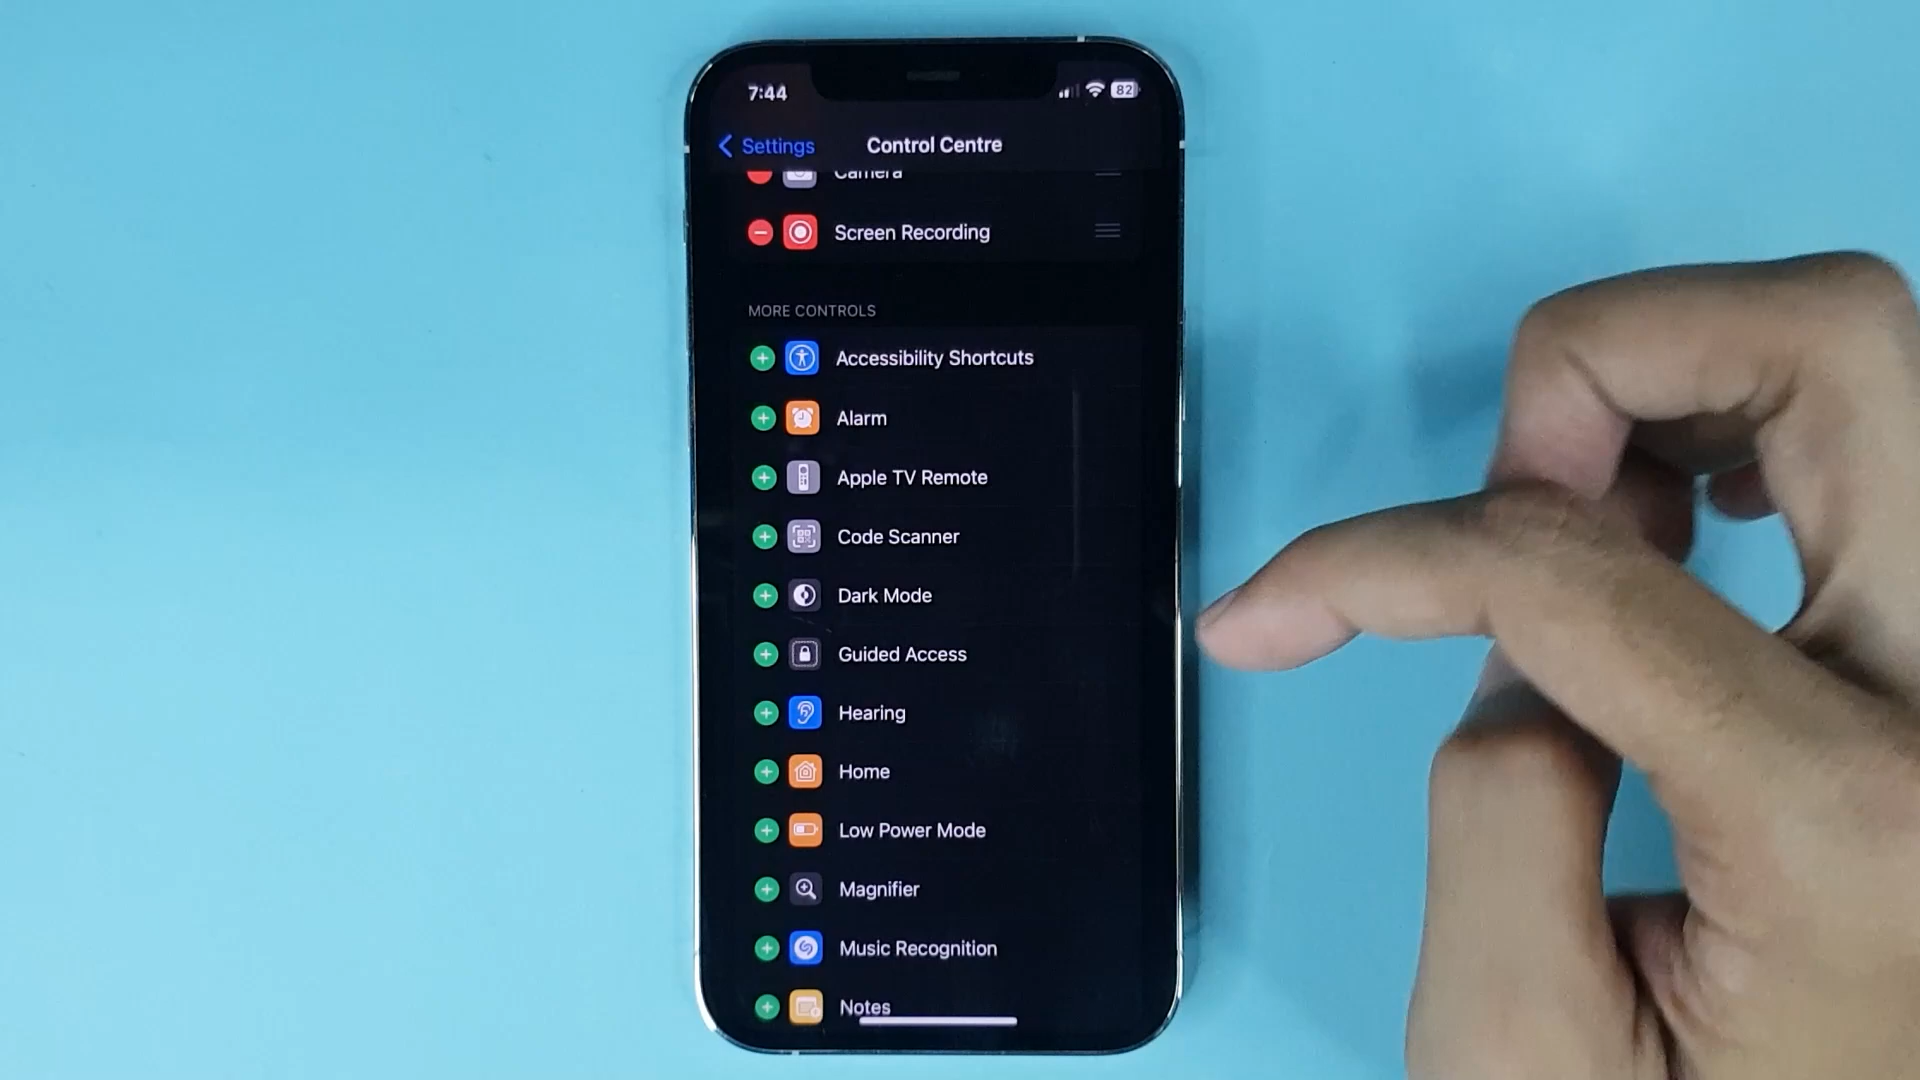 7:44
82
Settings
Control Centre
Camera
Screen Recording
MORE CONTROLS
Accessibility Shortcuts
Alarm
Apple TV Remote
Code Scanner
Dark Mode
Guided Access
Hearing
Home
Low Power Mode
Magnifier
Music Recognition
Notes